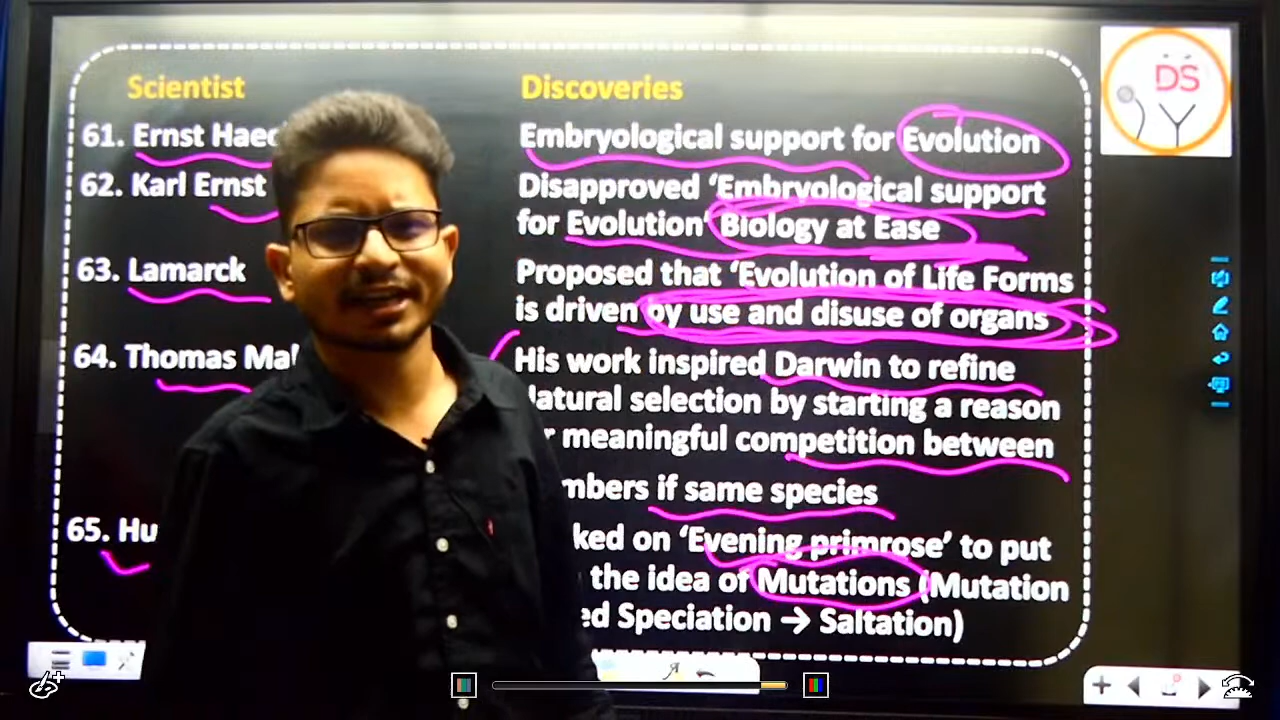 Scientist Discoveries
61. Ernst Haec Embryological support for Evolution
62. Karl Ernst Disapproved ‘Embryological support
for Evolution‘ Biology at Ease
63. Lamarck Proposed that ‘Evolution of Life Forms
is driven by use and disuse of organs
64. Thomas Mal His work inspired Darwin to refine
latural selection by starting a reason
r meaningful competition between
mbers if same species
65. Hu ked on ‘Evening primrose’ to put
the idea of Mutations (Mutation
ed Speciation → Saltation)
DS